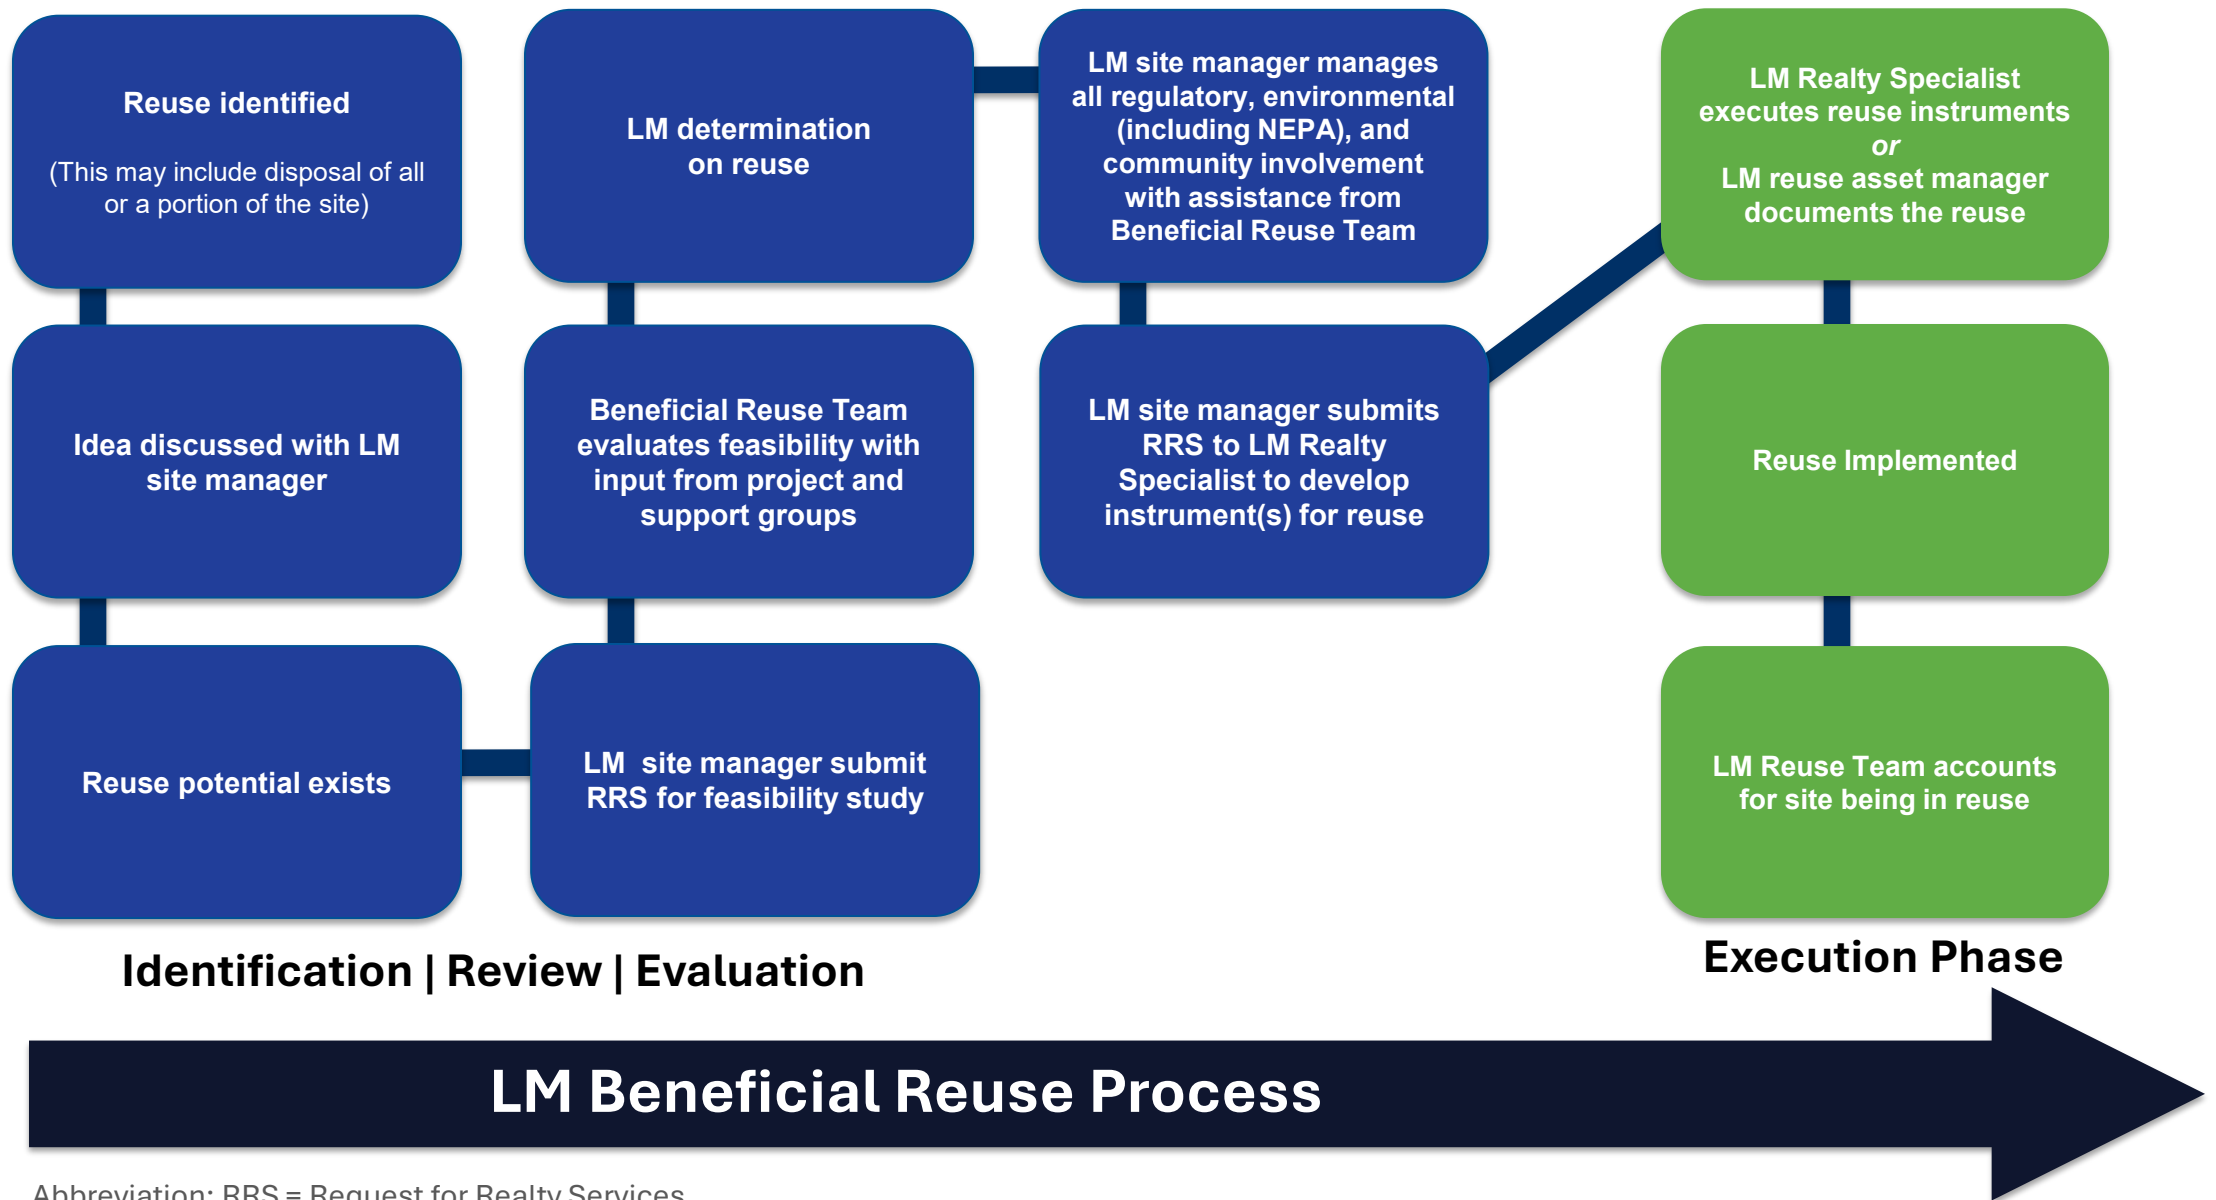 Reuse identified
(This may include disposal of all
or a portion of the site)
Idea discussed with LM
site manager
Reuse potential exists
LM site manager submit
RRS for feasibility study
Beneficial Reuse Team
evaluates feasibility with
input from project and
support groups
LM determination
on reuse
LM site manager manages
all regulatory, environmental
(including NEPA), and
community involvement
with assistance from
Beneficial Reuse Team
LM site manager submits
RRS to LM Realty
Specialist to develop
instrument(s) for reuse
LM Realty Specialist
executes reuse instruments
or
LM reuse asset manager
documents the reuse
Reuse Implemented
LM Reuse Team accounts
for site being in reuse
Identification | Review | Evaluation
Execution Phase
LM Beneficial Reuse Process
Abbreviation: RRS = Request for Realty Services